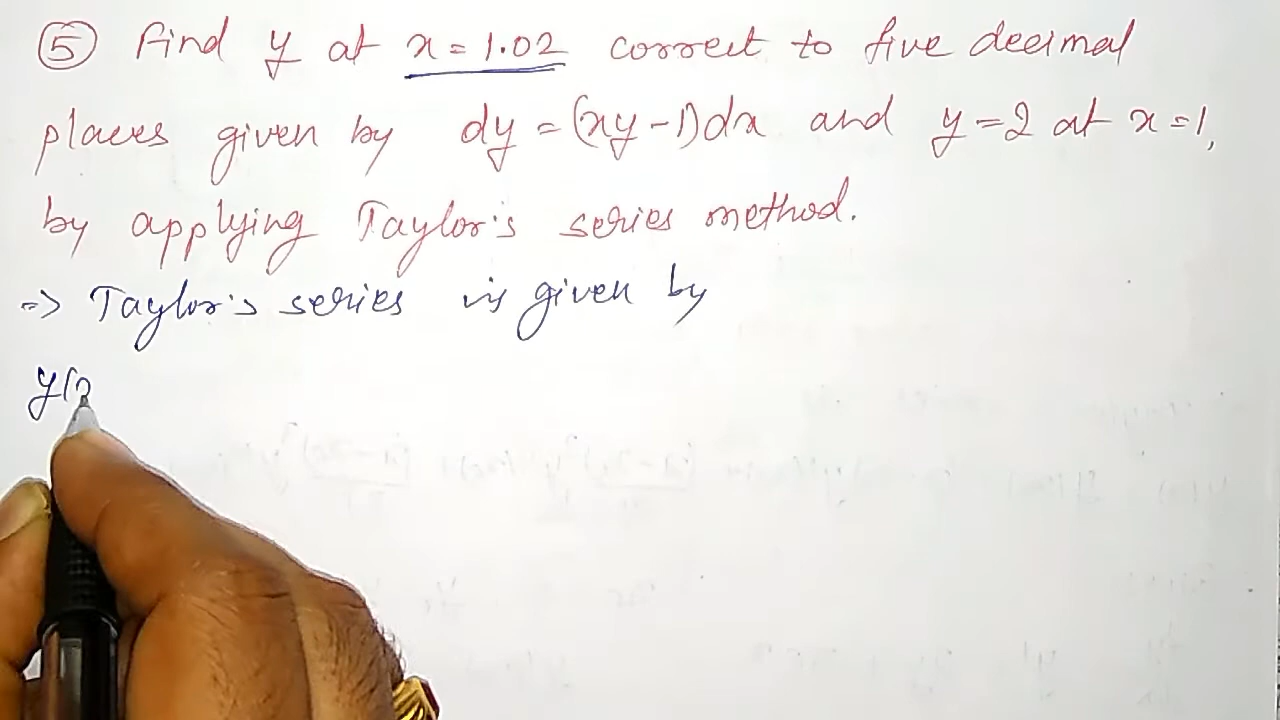 ⑤ Find y at x = 1.02 correct to five decimal
places given by dy = (xy - 1)dx and y = 2 at x = 1,
by applying Taylor's series method.
=> Taylor's series is given by
y(